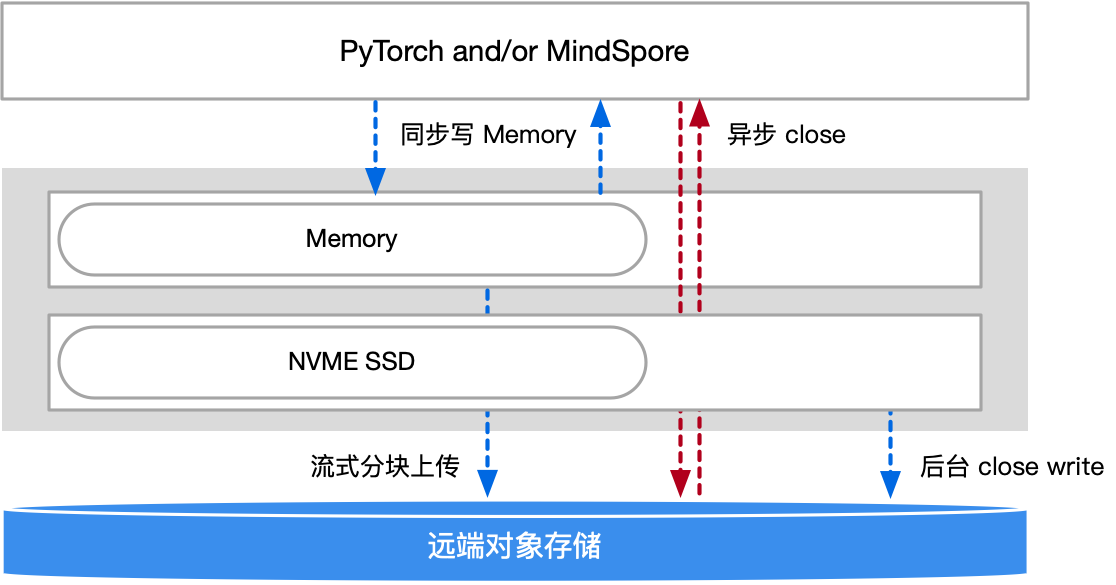 PyTorch and/or MindSpore
同步写 Memory
异步 close
Memory
NVME SSD
流式分块上传
后台 close write
远端对象存储